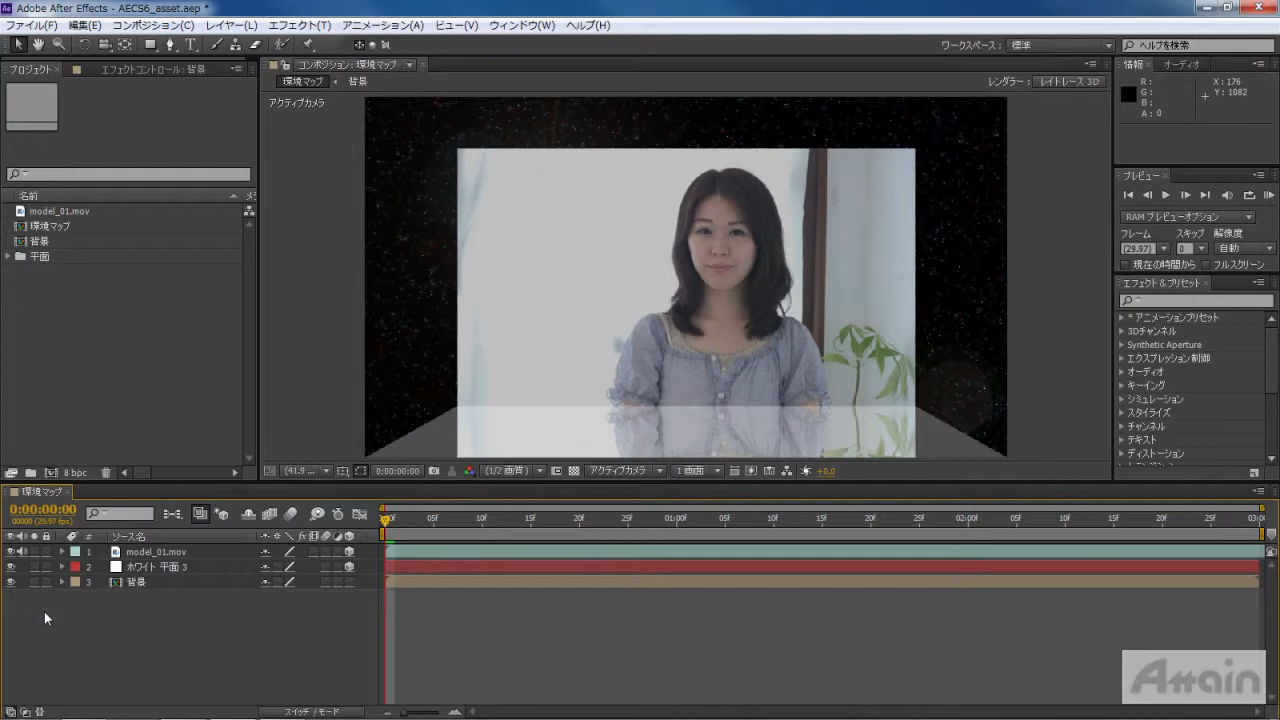 Adobe After Effects - AECS6_asset.aep *
ファイル(F) 編集(E) コンポジション(C) レイヤー(L) エフェクト(T) アニメーション(A) ビュー(V) ウィンドウ(W) ヘルプ(H)
ワークスペース： 標準 ヘルプを検索
プロジェクト × エフェクトコントロール：背景
コンポジション：環境マップ
環境マップ 背景
レンダラー： レイトレース 3D
アクティブカメラ
情報 × オーディオ
R :
G :
B :
A : 0
X : 176
Y : 1082
名前
model_01.mov
環境マップ
背景
平面
8 bpc
(41.9 ... 0:00:00:00 (1/2 画質) アクティブカメラ 1 画面 +0.0
プレビュー ×
RAM プレビューオプション
フレーム スキップ 解像度
(29.97) 0 自動
現在の時間から フルスクリーン
エフェクト＆プリセット ×
* アニメーションプリセット
3Dチャンネル
Synthetic Aperture
エクスプレッション制御
オーディオ
キーイング
シミュレーション
スタイライズ
チャンネル
テキスト
ディストーション
環境マップ ×
0:00:00:00
00000 (29.97 fps)
# ソース名
05f 10f 15f 20f 25f 01:00f 05f 10f 15f 20f 25f 02:00f 05f 10f 15f 20f 25f 03:00
1 model_01.mov
2 ホワイト 平面 3
3 背景
スイッチ / モード
Attain